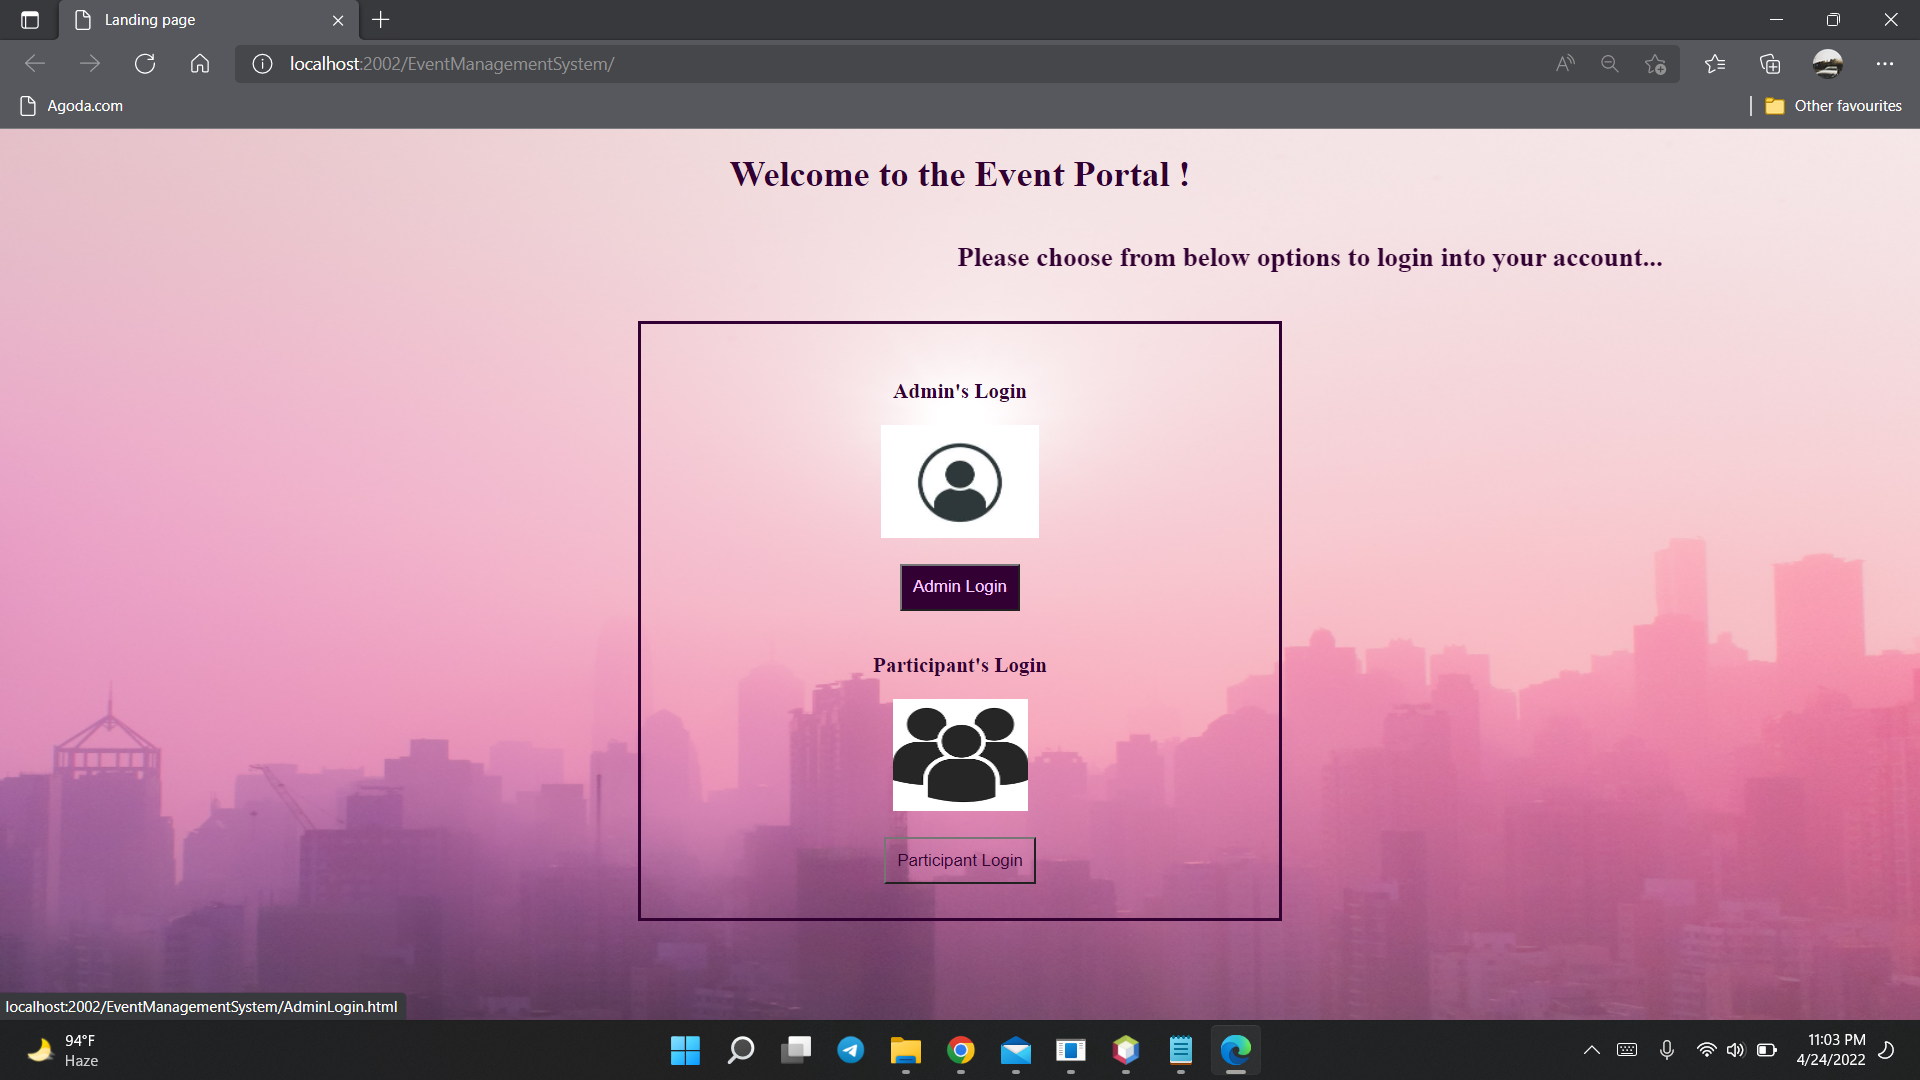 Landing page
localhost:2002/EventManagementSystem/
Agoda.com
Other favourites
Welcome to the Event Portal !
Please choose from below options to login into your account...
Admin's Login
Admin Login
Participant's Login
Participant Login
localhost:2002/EventManagementSystem/AdminLogin.html
94°F
Haze
11:03 PM
4/24/2022